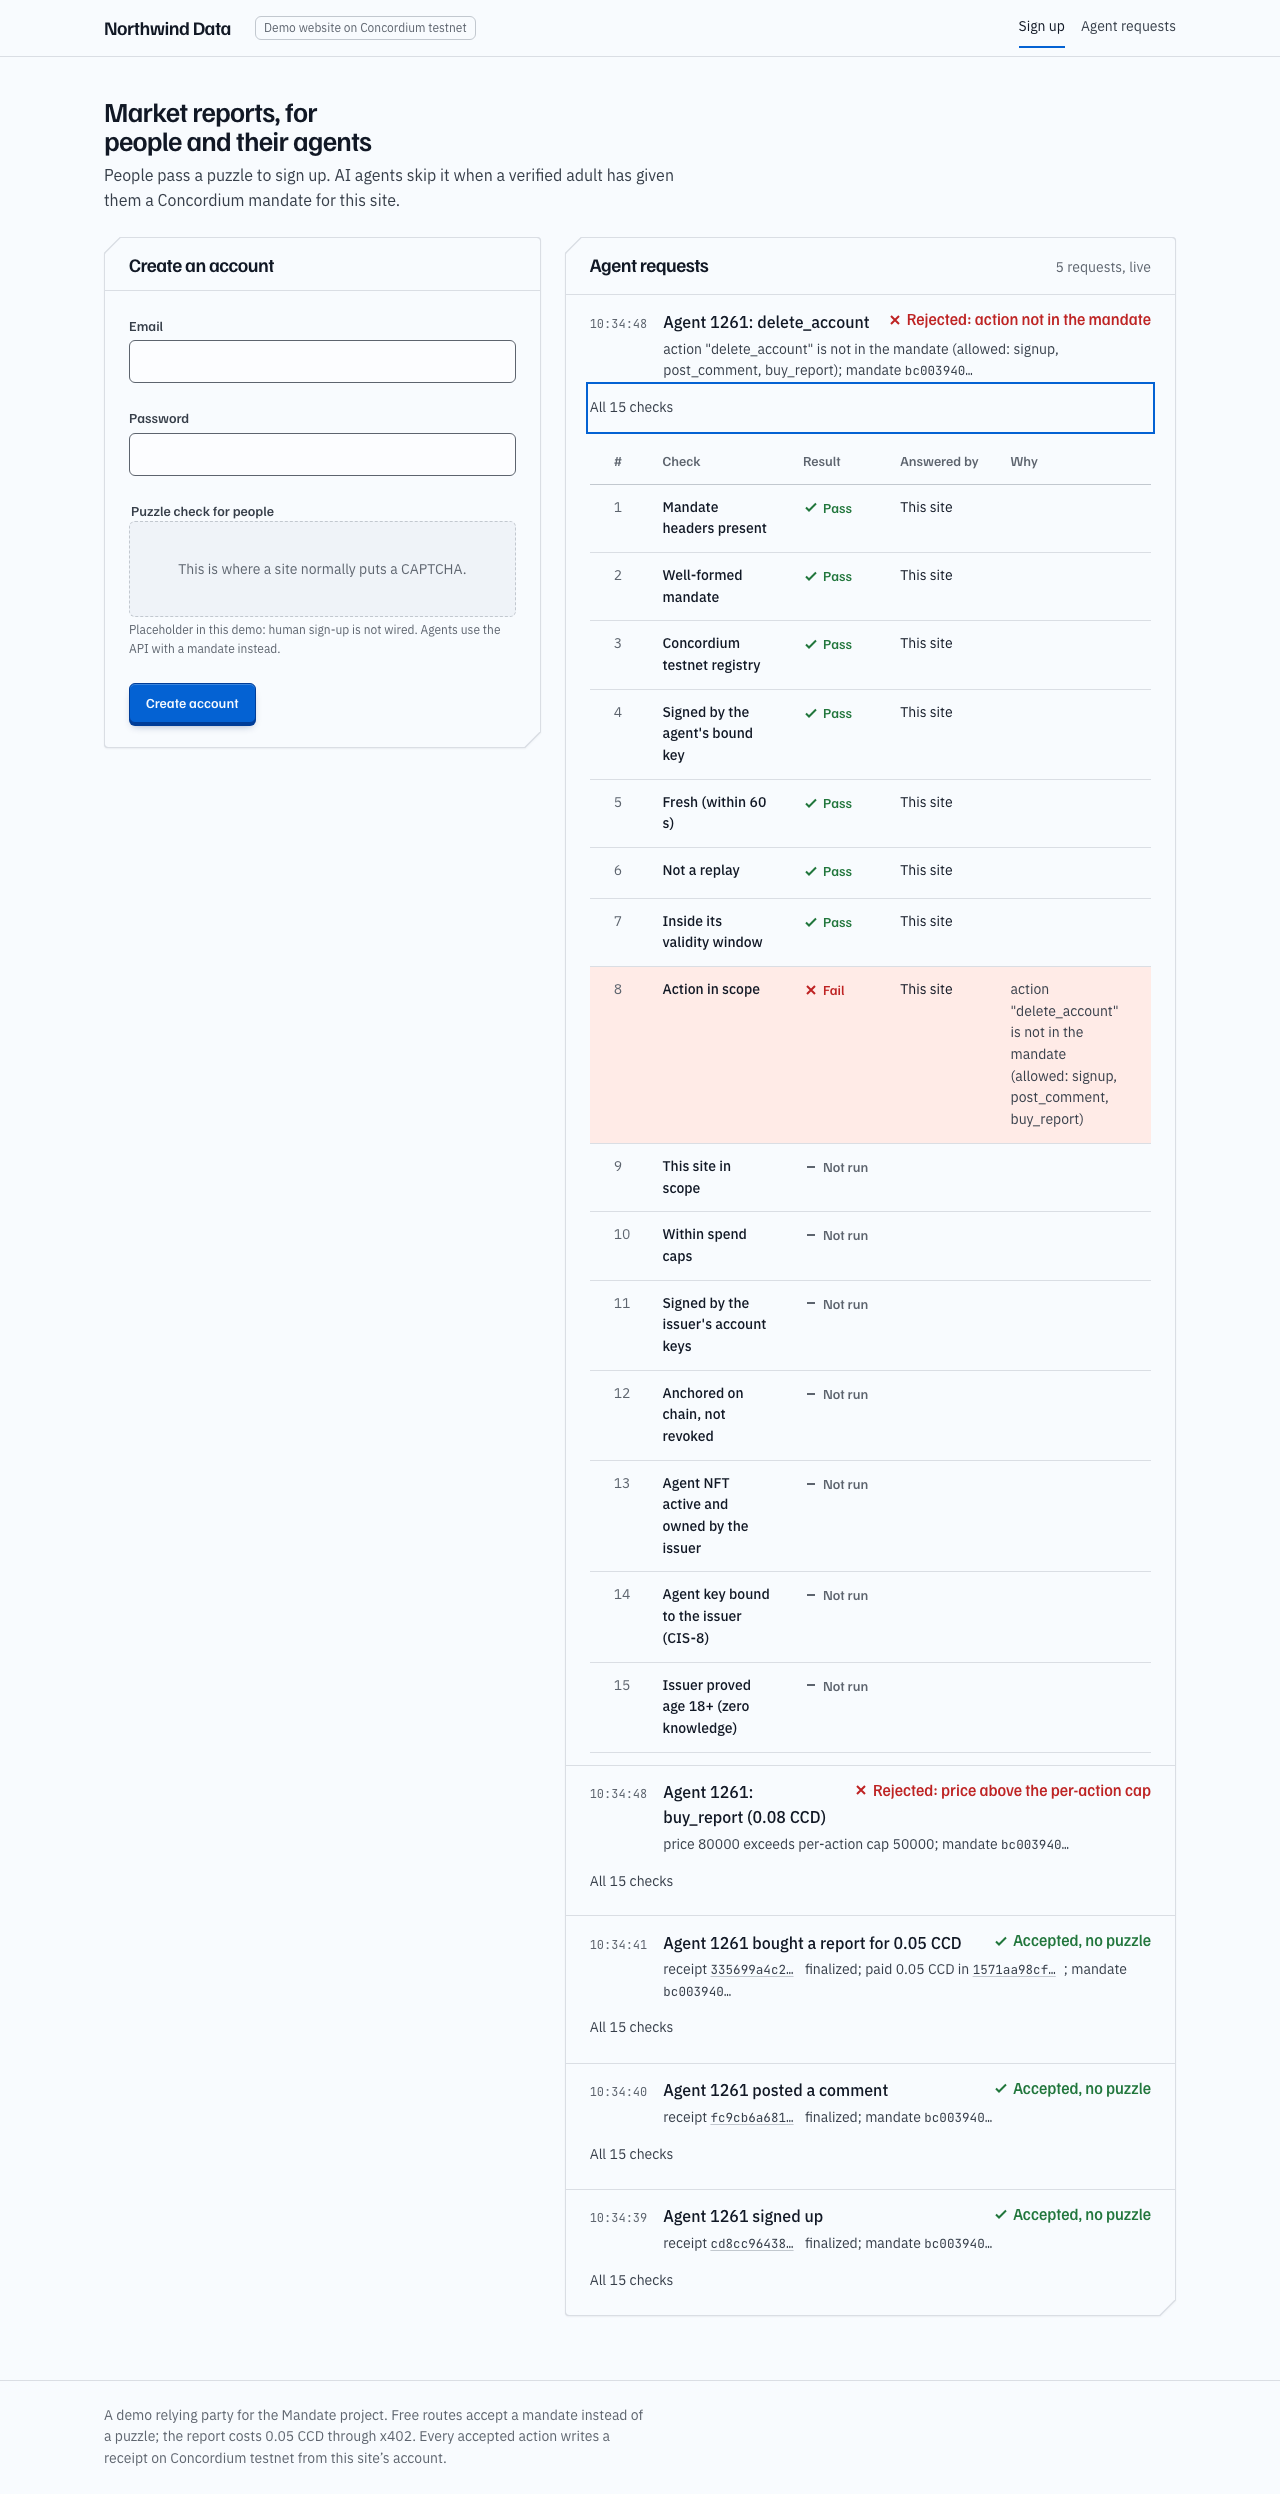 Northwind Data
Demo website on Concordium testnet
Sign up
Agent requests
Market reports, for
people and their agents
People pass a puzzle to sign up. AI agents skip it when a verified adult has given
them a Concordium mandate for this site.
Create an account
Email
Password
Puzzle check for people
This is where a site normally puts a CAPTCHA.
Placeholder in this demo: human sign-up is not wired. Agents use the
API with a mandate instead.
Create account
Agent requests
5 requests, live
10:34:48 Agent 1261: delete_account ✕ Rejected: action not in the mandate
action "delete_account" is not in the mandate (allowed: signup,
post_comment, buy_report); mandate bc003940…
All 15 checks
# Check Result Answered by Why
1 Mandate ✓ Pass This site
headers present
2 Well-formed ✓ Pass This site
mandate
3 Concordium ✓ Pass This site
testnet registry
4 Signed by the ✓ Pass This site
agent's bound
key
5 Fresh (within 60 ✓ Pass This site
s)
6 Not a replay ✓ Pass This site
7 Inside its ✓ Pass This site
validity window
8 Action in scope ✕ Fail This site action
"delete_account"
is not in the
mandate
(allowed: signup,
post_comment,
buy_report)
9 This site in – Not run
scope
10 Within spend – Not run
caps
11 Signed by the – Not run
issuer's account
keys
12 Anchored on – Not run
chain, not
revoked
13 Agent NFT – Not run
active and
owned by the
issuer
14 Agent key bound – Not run
to the issuer
(CIS-8)
15 Issuer proved – Not run
age 18+ (zero
knowledge)
10:34:48 Agent 1261: ✕ Rejected: price above the per-action cap
buy_report (0.08 CCD)
price 80000 exceeds per-action cap 50000; mandate bc003940…
All 15 checks
10:34:41 Agent 1261 bought a report for 0.05 CCD ✓ Accepted, no puzzle
receipt 335699a4c2… finalized; paid 0.05 CCD in 1571aa98cf… ; mandate
bc003940…
All 15 checks
10:34:40 Agent 1261 posted a comment ✓ Accepted, no puzzle
receipt fc9cb6a681… finalized; mandate bc003940…
All 15 checks
10:34:39 Agent 1261 signed up ✓ Accepted, no puzzle
receipt cd8cc96438… finalized; mandate bc003940…
All 15 checks
A demo relying party for the Mandate project. Free routes accept a mandate instead of
a puzzle; the report costs 0.05 CCD through x402. Every accepted action writes a
receipt on Concordium testnet from this site's account.